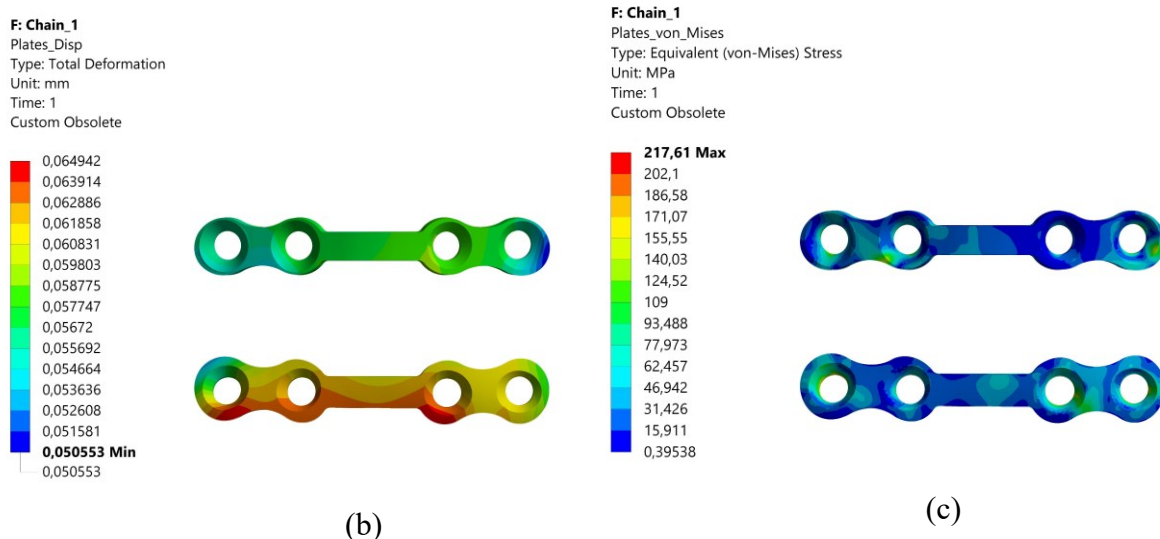 F: Chain_1
Plates_Disp
Type: Total Deformation
Unit: mm
Time: 1
Custom Obsolete
0,064942
0,063914
0,062886
0,061858
0,060831
0,059803
0,058775
0,057747
0,05672
0,055692
0,054664
0,053636
0,052608
0,051581
0,050553 Min
0,050553
(b)
F: Chain_1
Plates_von_Mises
Type: Equivalent (von-Mises) Stress
Unit: MPa
Time: 1
Custom Obsolete
217,61 Max
202,1
186,58
171,07
155,55
140,03
124,52
109
93,488
77,973
62,457
46,942
31,426
15,911
0,39538
(c)